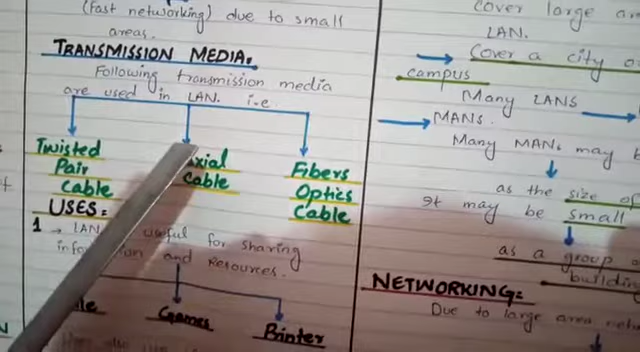 (Fast networking) due to small
areas.
TRANSMISSION MEDIA:
Following transmission media
are used in LAN. i.e
Twisted
Pair
Cable
axial
Cable
Fibers
Optics
Cable
USES:
1 → LAN useful for sharing
and Resources.
Games
Printer
cover large
LAN.
Cover a city
campus
Many LANs
MANs.
Many MANs may
as the size of
It may be small
as a group
building
NETWORKING:
Due to large area